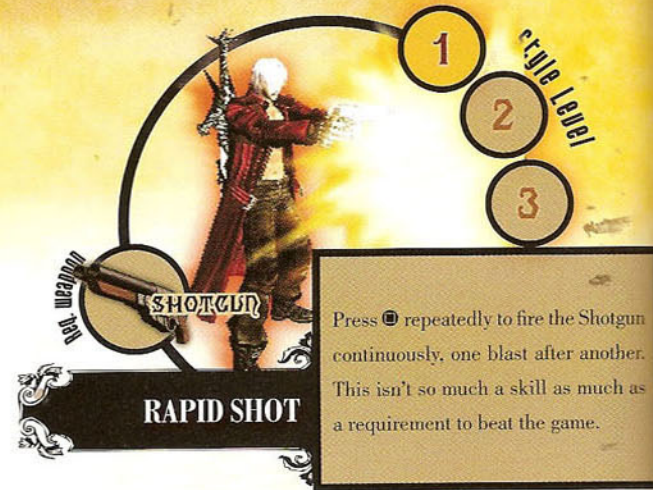 1
Style Level
2
3
Req. weapon
SHOTGUN
Press □ repeatedly to fire the Shotgun
continuously, one blast after another.
This isn't so much a skill as much as
a requirement to beat the game.
RAPID SHOT